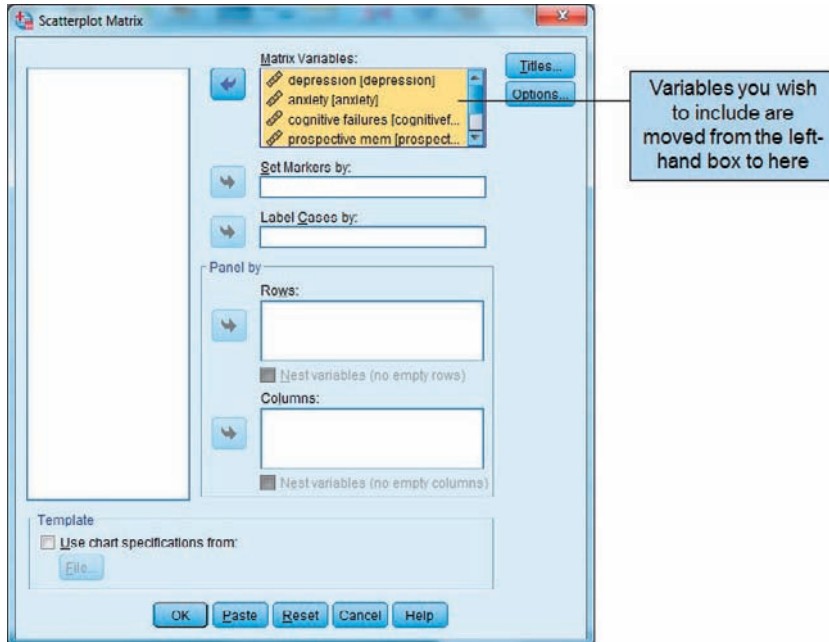 Scatterplot Matrix
Matrix Variables:
depression [depression]
anxiety [anxiety]
cognitive failures [cognitivef...
prospective mem [prospect...
Titles...
Options...
Variables you wish
to include are
moved from the left-
hand box to here
Set Markers by:
Label Cases by:
Panel by
Rows:
Nest variables (no empty rows)
Columns:
Nest variables (no empty columns)
Template
Use chart specifications from:
File...
OK
Paste
Reset
Cancel
Help